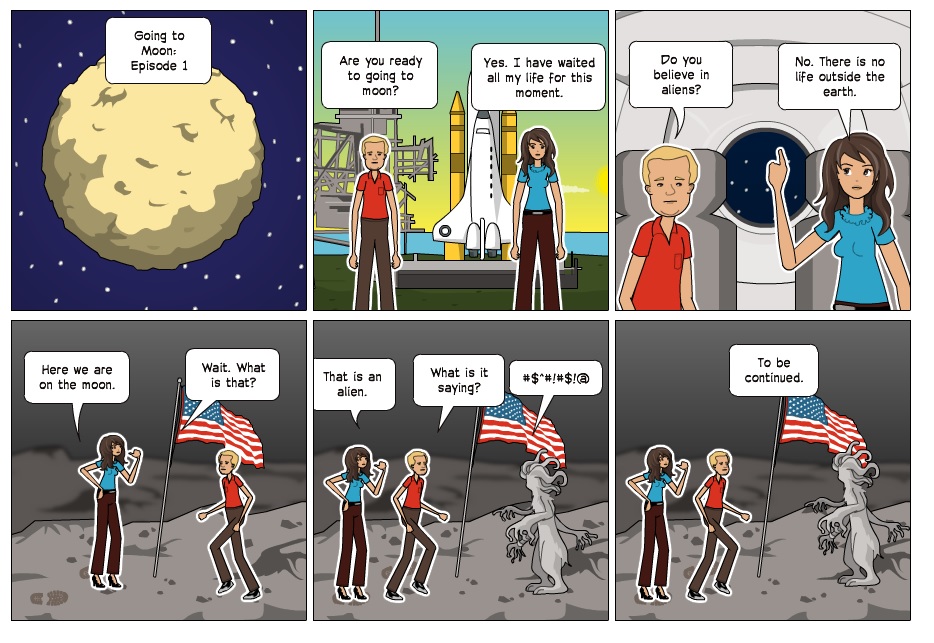 Going to
Moon:
Episode 1
Are you ready
to going to
moon?
Yes. I have waited
all my life for this
moment.
Do you
believe in
aliens?
No. There is no
life outside the
earth.
Here we are
on the moon.
Wait. What
is that?
That is an
alien.
What is it
saying?
#$^#!#$!@
To be
continued.